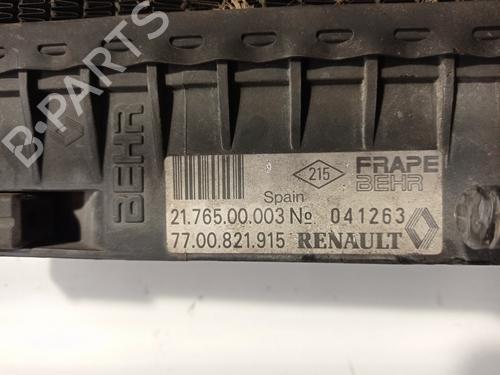 B-PARTS
BEHR
215
FRAPE
BEHR
Spain
21.765.00.003 No 041263
77.00.821.915 RENAULT